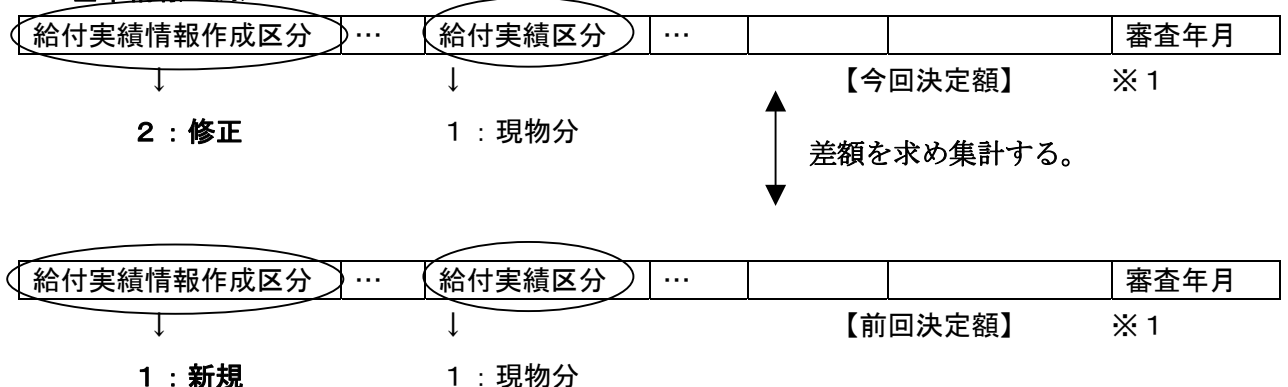 給付実績情報作成区分 … 給付実績区分 … 審査年月
↓ ↓ 【今回決定額】 ※1
2：修正 1：現物分
差額を求め集計する。
給付実績情報作成区分 … 給付実績区分 … 審査年月
↓ ↓ 【前回決定額】 ※1
1：新規 1：現物分